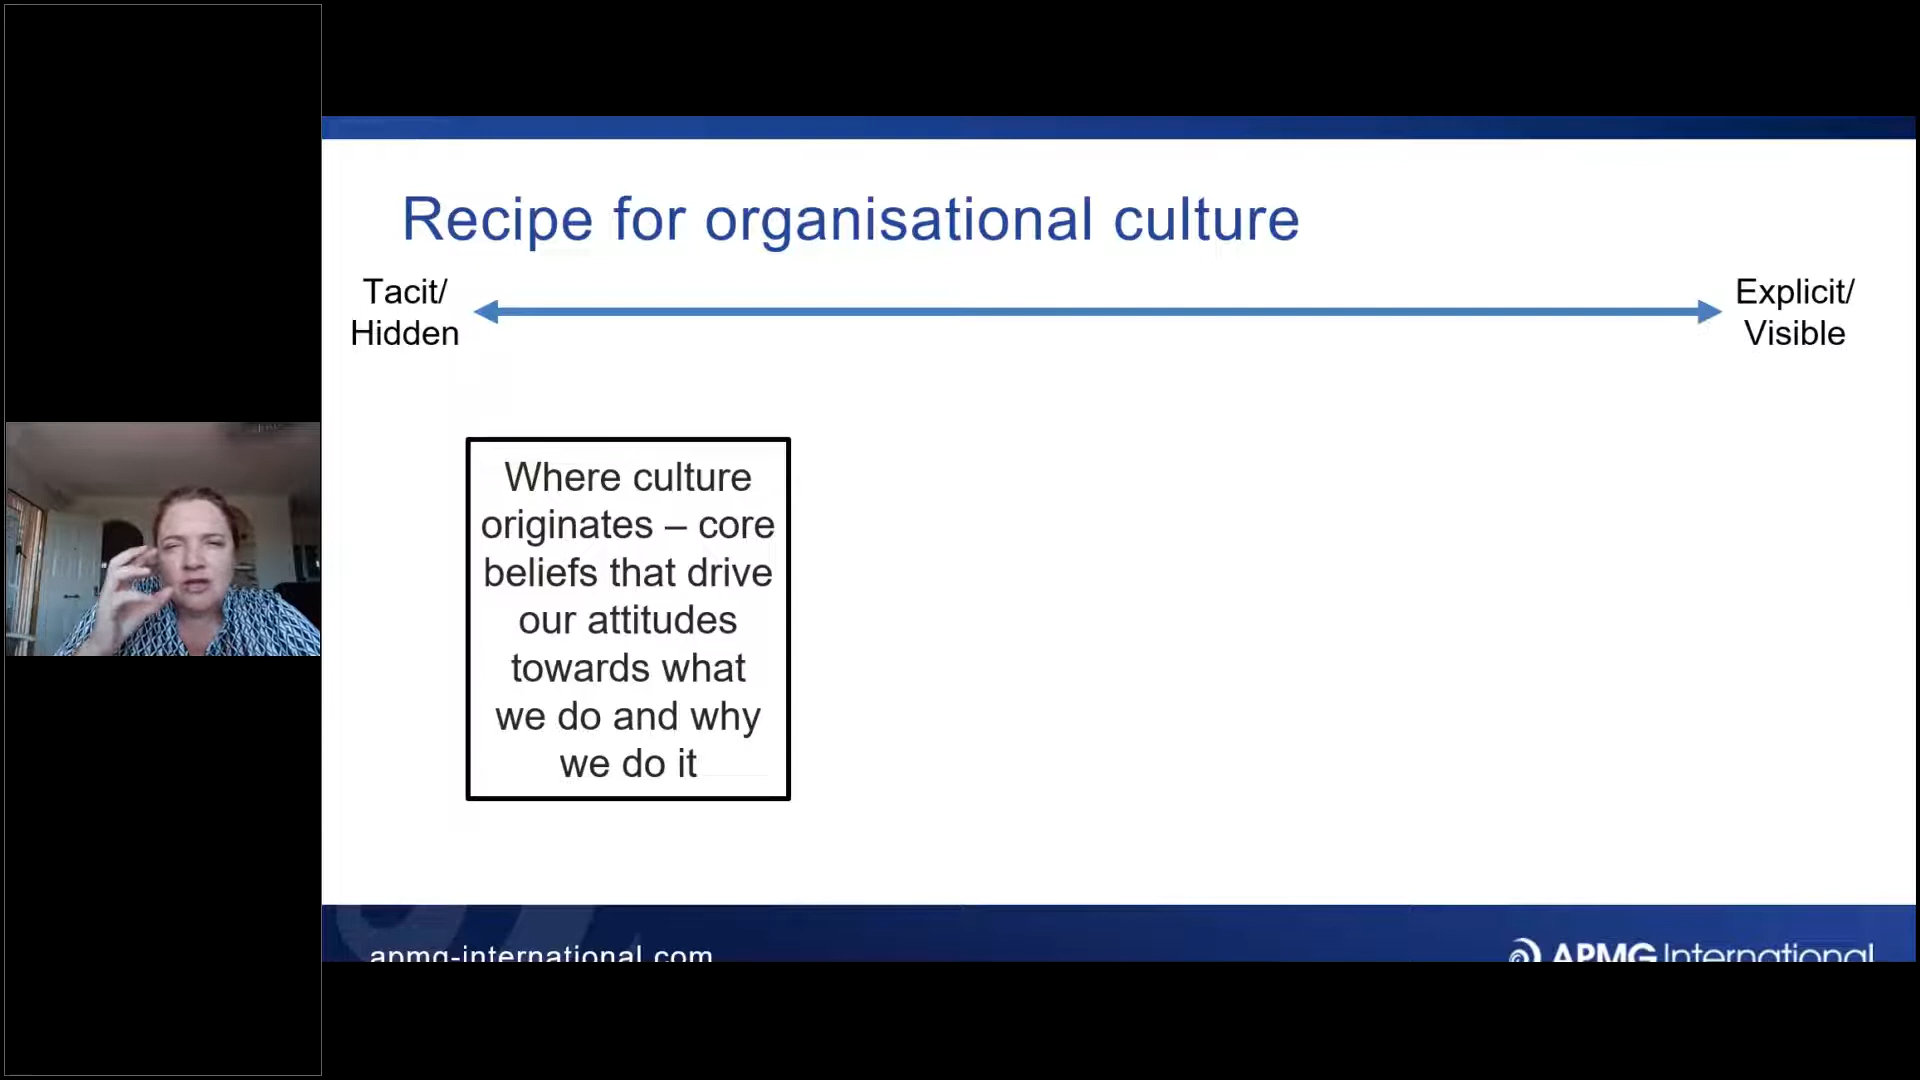 Recipe for organisational culture
Tacit/
Hidden
Explicit/
Visible
Where culture
originates – core
beliefs that drive
our attitudes
towards what
we do and why
we do it
apmg-international.com
APMG International